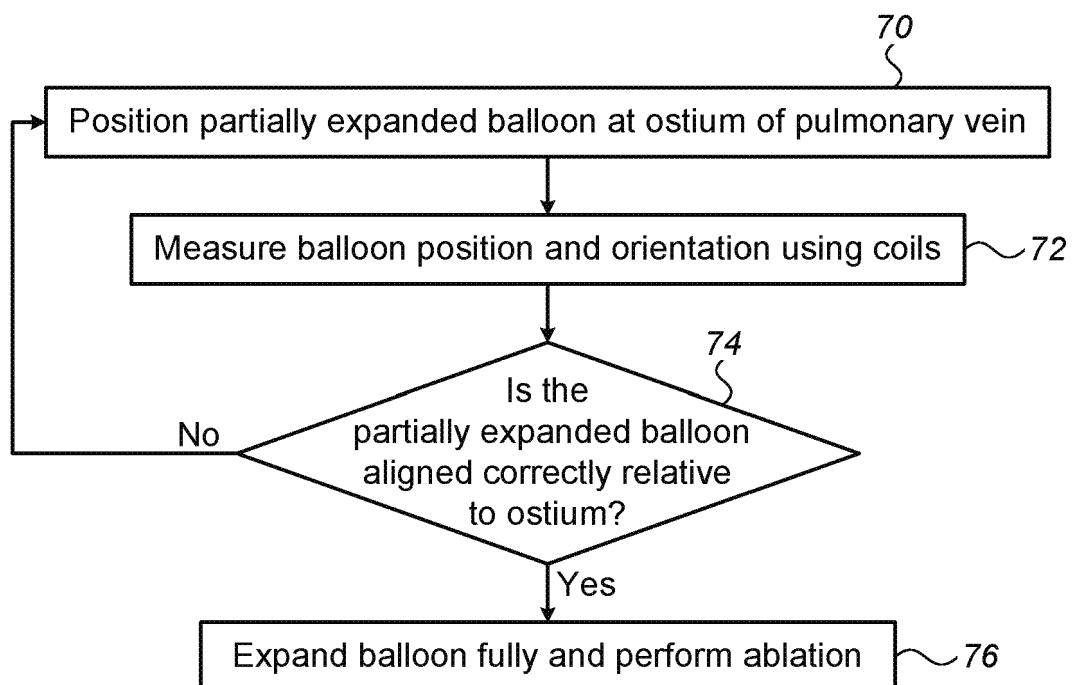 70
Position partially expanded balloon at ostium of pulmonary vein
Measure balloon position and orientation using coils
72
74
Is the
partially expanded balloon
aligned correctly relative
to ostium?
No
Yes
Expand balloon fully and perform ablation
76